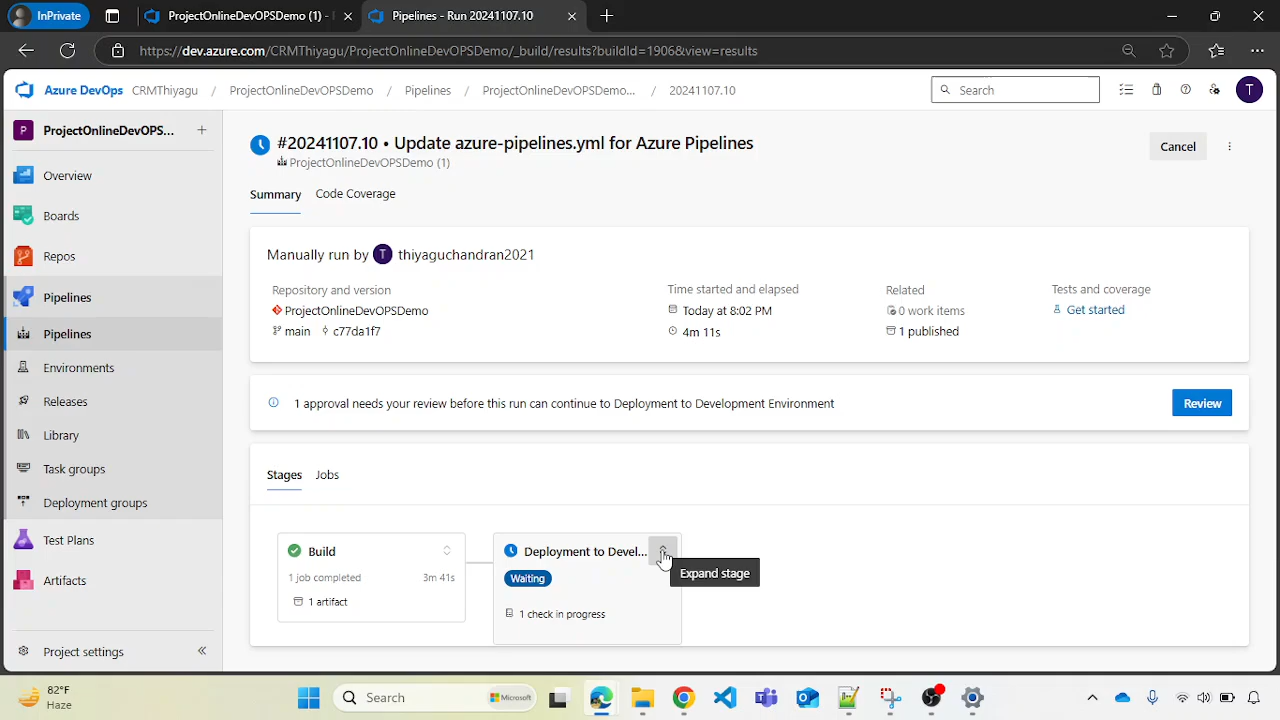 InPrivate
ProjectOnlineDevOPSDemo (1) -
Pipelines - Run 20241107.10
https://dev.azure.com/CRMThiyagu/ProjectOnlineDevOPSDemo/_build/results?buildId=1906&view=results
Azure DevOps
CRMThiyagu / ProjectOnlineDevOPSDemo / Pipelines / ProjectOnlineDevOPSDemo... / 20241107.10
Search
T
P ProjectOnlineDevOPS... +
Overview
Boards
Repos
Pipelines
Pipelines
Environments
Releases
Library
Task groups
Deployment groups
Test Plans
Artifacts
Project settings
#20241107.10 • Update azure-pipelines.yml for Azure Pipelines
ProjectOnlineDevOPSDemo (1)
Cancel
Summary
Code Coverage
Manually run by T thiyaguchandran2021
Repository and version
ProjectOnlineDevOPSDemo
main c77da1f7
Time started and elapsed
Today at 8:02 PM
4m 11s
Related
0 work items
1 published
Tests and coverage
Get started
1 approval needs your review before this run can continue to Deployment to Development Environment
Review
Stages
Jobs
Build
1 job completed 3m 41s
1 artifact
Deployment to Devel...
Waiting
1 check in progress
Expand stage
82°F
Haze
Search
Microsoft